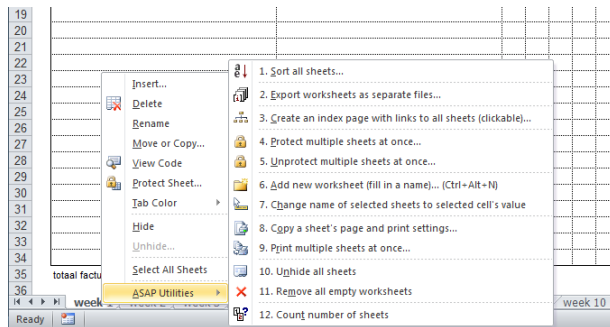 19
20
21
22
23
24
25
26
27
28
29
30
31
32
33
34
35
36
Insert...
Delete
Rename
Move or Copy...
View Code
Protect Sheet...
Tab Color
Hide
Unhide...
Select All Sheets
ASAP Utilities
1. Sort all sheets...
2. Export worksheets as separate files...
3. Create an index page with links to all sheets (clickable)...
4. Protect multiple sheets at once...
5. Unprotect multiple sheets at once...
6. Add new worksheet (fill in a name)... (Ctrl+Alt+N)
7. Change name of selected sheets to selected cell's value
8. Copy a sheet's page and print settings...
9. Print multiple sheets at once...
10. Unhide all sheets
11. Remove all empty worksheets
12. Count number of sheets
totaal factu
week
week 10
Ready